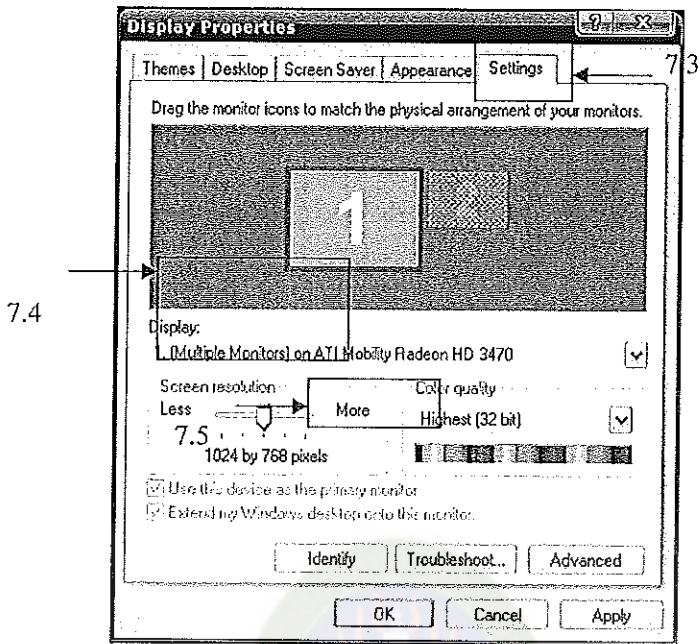 Display Properties
Themes Desktop Screen Saver Appearance Settings 7.3
Drag the monitor icons to match the physical arrangement of your monitors.
1
7.4
Display:
1. (Multiple Monitors) on ATI Mobility Radeon HD 3470
Screen resolution Color quality
Less More Highest (32 bit)
7.5
1024 by 768 pixels
Use this device as the primary monitor
Extend my Windows desktop onto this monitor.
Identify Troubleshoot... Advanced
OK Cancel Apply